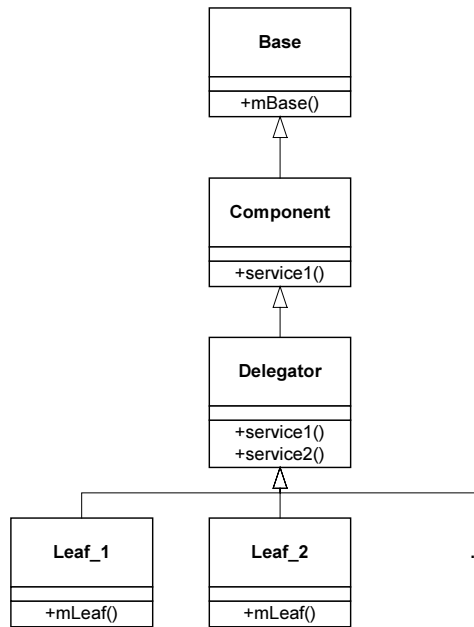 Base
+mBase()
Component
+service1()
Delegator
+service1()
+service2()
Leaf_1
Leaf_2
.
+mLeaf()
+mLeaf()